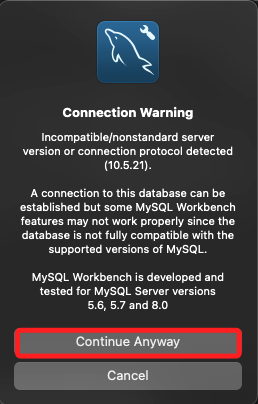 Connection Warning
Incompatible/nonstandard server
version or connection protocol detected
(10.5.21).
A connection to this database can be
established but some MySQL Workbench
features may not work properly since the
database is not fully compatible with the
supported versions of MySQL.
MySQL Workbench is developed and
tested for MySQL Server versions
5.6, 5.7 and 8.0
Continue Anyway
Cancel